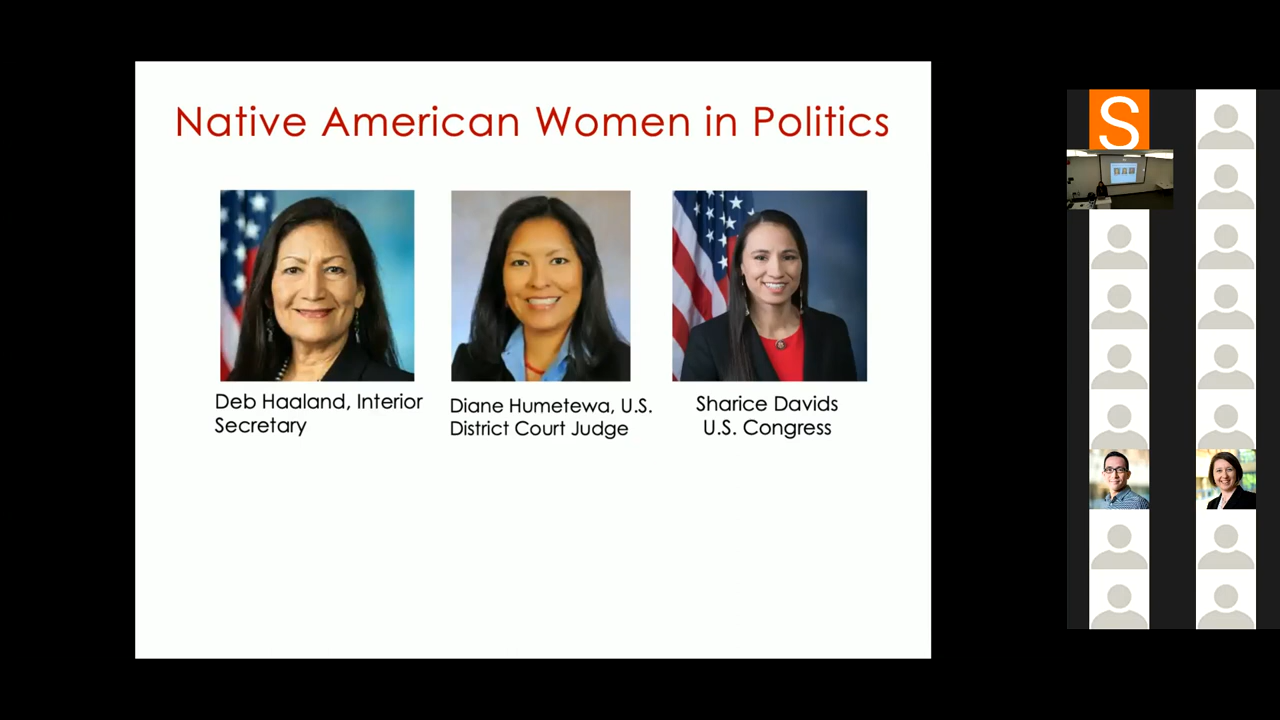 Native American Women in Politics
Deb Haaland, Interior
Secretary
Diane Humetewa, U.S.
District Court Judge
Sharice Davids
U.S. Congress
S